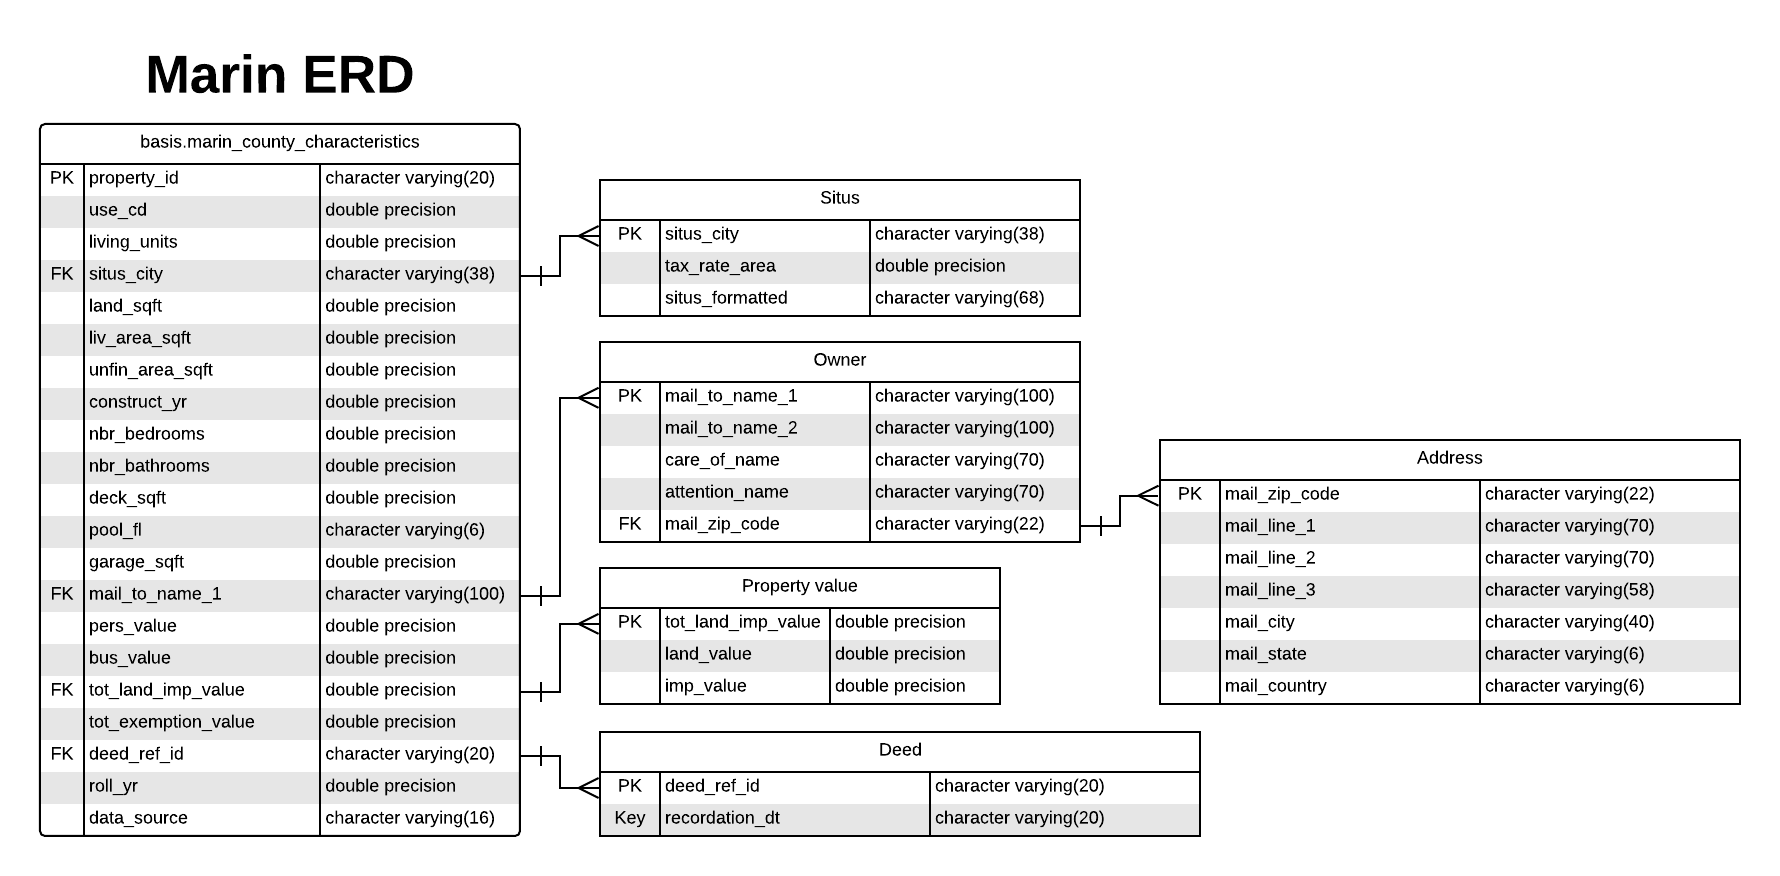 Marin ERD
basis.marin_county_characteristics
PK property_id character varying(20)
use_cd double precision
living_units double precision
FK situs_city character varying(38)
land_sqft double precision
liv_area_sqft double precision
unfin_area_sqft double precision
construct_yr double precision
nbr_bedrooms double precision
nbr_bathrooms double precision
deck_sqft double precision
pool_fl character varying(6)
garage_sqft double precision
FK mail_to_name_1 character varying(100)
pers_value double precision
bus_value double precision
FK tot_land_imp_value double precision
tot_exemption_value double precision
FK deed_ref_id character varying(20)
roll_yr double precision
data_source character varying(16)
Situs
PK situs_city character varying(38)
tax_rate_area double precision
situs_formatted character varying(68)
Owner
PK mail_to_name_1 character varying(100)
mail_to_name_2 character varying(100)
care_of_name character varying(70)
attention_name character varying(70)
FK mail_zip_code character varying(22)
Property value
PK tot_land_imp_value double precision
land_value double precision
imp_value double precision
Deed
PK deed_ref_id character varying(20)
Key recordation_dt character varying(20)
Address
PK mail_zip_code character varying(22)
mail_line_1 character varying(70)
mail_line_2 character varying(70)
mail_line_3 character varying(58)
mail_city character varying(40)
mail_state character varying(6)
mail_country character varying(6)